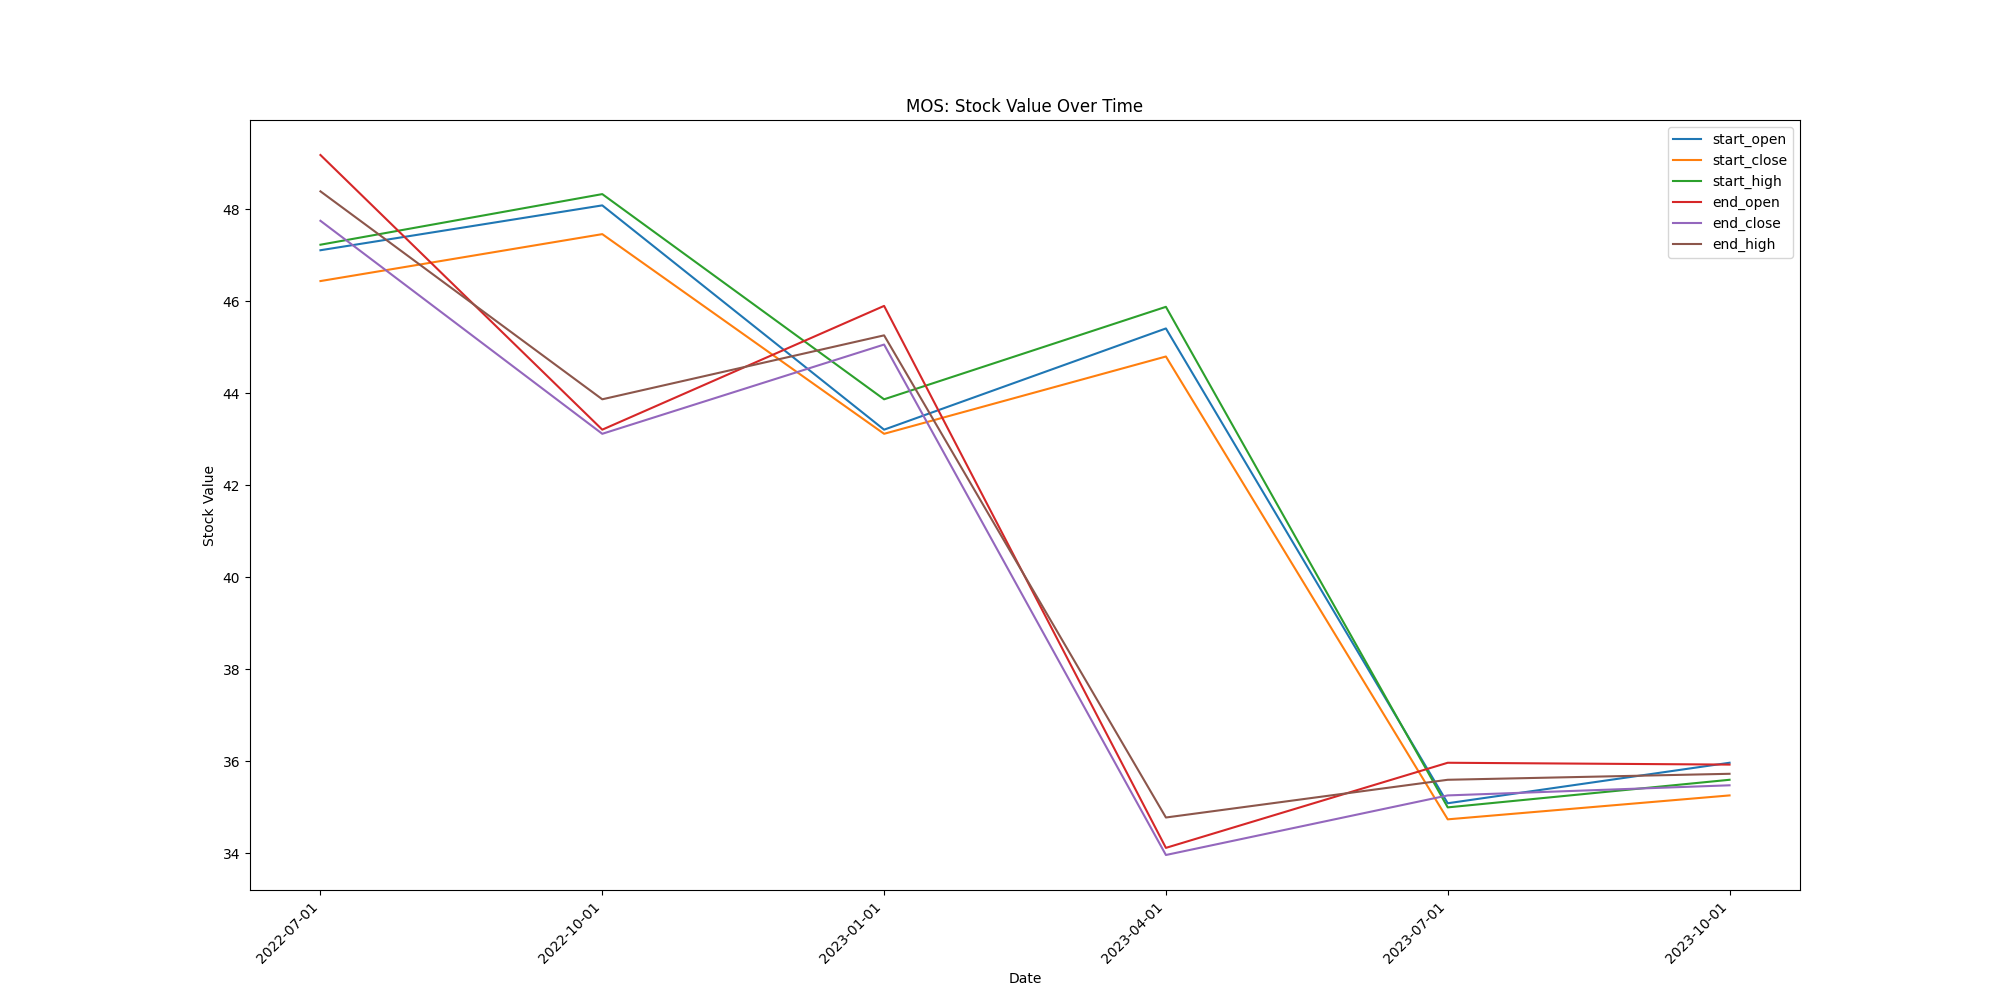 MOS: Stock Value Over Time
start_open
start_close
start_high
end_open
end_close
end_high
Stock Value
48
46
44
42
40
38
36
34
2022-07-01
2022-10-01
2023-01-01
2023-04-01
2023-07-01
2023-10-01
Date